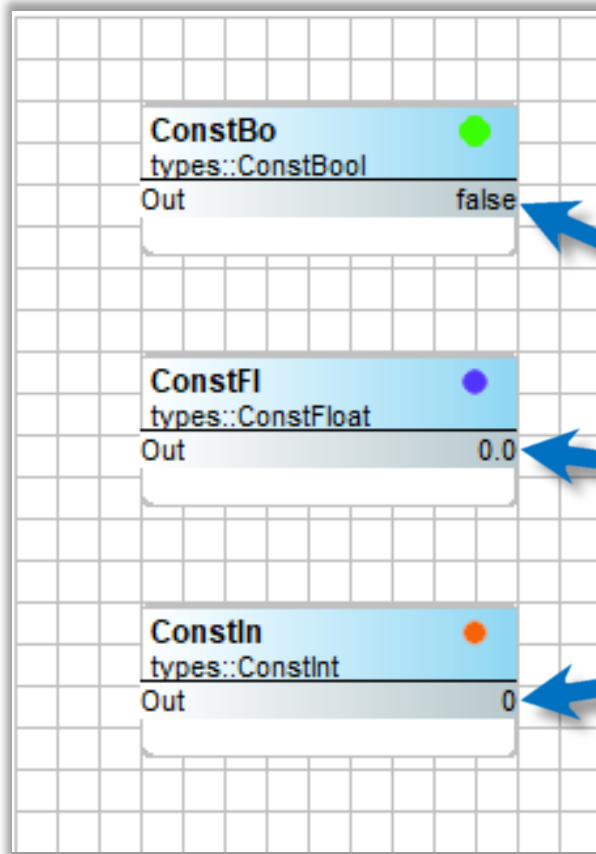 ConstBo
types::ConstBool
Out false
ConstFl
types::ConstFloat
Out 0.0
ConstIn
types::ConstInt
Out 0